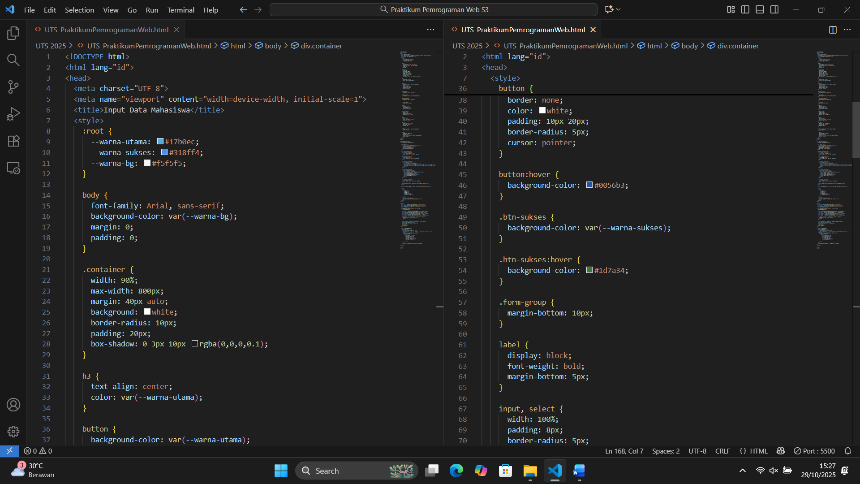 File Edit Selection View Go Run Terminal Help
Praktikum Pemrograman Web S3
UTS_PraktikumPemrogramanWeb.html
UTS 2025 > UTS_PraktikumPemrogramanWeb.html > html > body > div.container
1 <!DOCTYPE html>
2 <html lang="id">
3 <head>
4 <meta charset="UTF-8">
5 <meta name="viewport" content="width=device-width, initial-scale=1">
6 <title>Input Data Mahasiswa</title>
7 <style>
8 :root {
9 --warna-utama: #17b0ec;
10 --warna-sukses: #318ff4;
11 --warna-bg: #f5f5f5;
12 }
13
14 body {
15 font-family: Arial, sans-serif;
16 background-color: var(--warna-bg);
17 margin: 0;
18 padding: 0;
19 }
20
21 .container {
22 width: 90%;
23 max-width: 800px;
24 margin: 40px auto;
25 background: white;
26 border-radius: 10px;
27 padding: 20px;
28 box-shadow: 0 3px 10px rgba(0,0,0,0.1);
29 }
30
31 h3 {
32 text-align: center;
33 color: var(--warna-utama);
34 }
35
36 button {
37 background-color: var(--warna-utama);
UTS_PraktikumPemrogramanWeb.html
UTS 2025 > UTS_PraktikumPemrogramanWeb.html > html > body > div.container
2 <html lang="id">
3 <head>
7 <style>
36 button {
38 border: none;
39 color: white;
40 padding: 10px 20px;
41 border-radius: 5px;
42 cursor: pointer;
43 }
44
45 button:hover {
46 background-color: #0056b3;
47 }
48
49 .btn-sukses {
50 background-color: var(--warna-sukses);
51 }
52
53 .btn-sukses:hover {
54 background-color: #1d7a34;
55 }
56
57 .form-group {
58 margin-bottom: 10px;
59 }
60
61 label {
62 display: block;
63 font-weight: bold;
64 margin-bottom: 5px;
65 }
66
67 input, select {
68 width: 100%;
69 padding: 8px;
70 border-radius: 5px;
0 0
Ln 168, Col 7 Spaces: 2 UTF-8 CRLF {} HTML Port : 5500
1
30°C
Berawan
Search
15:27
29/10/2025